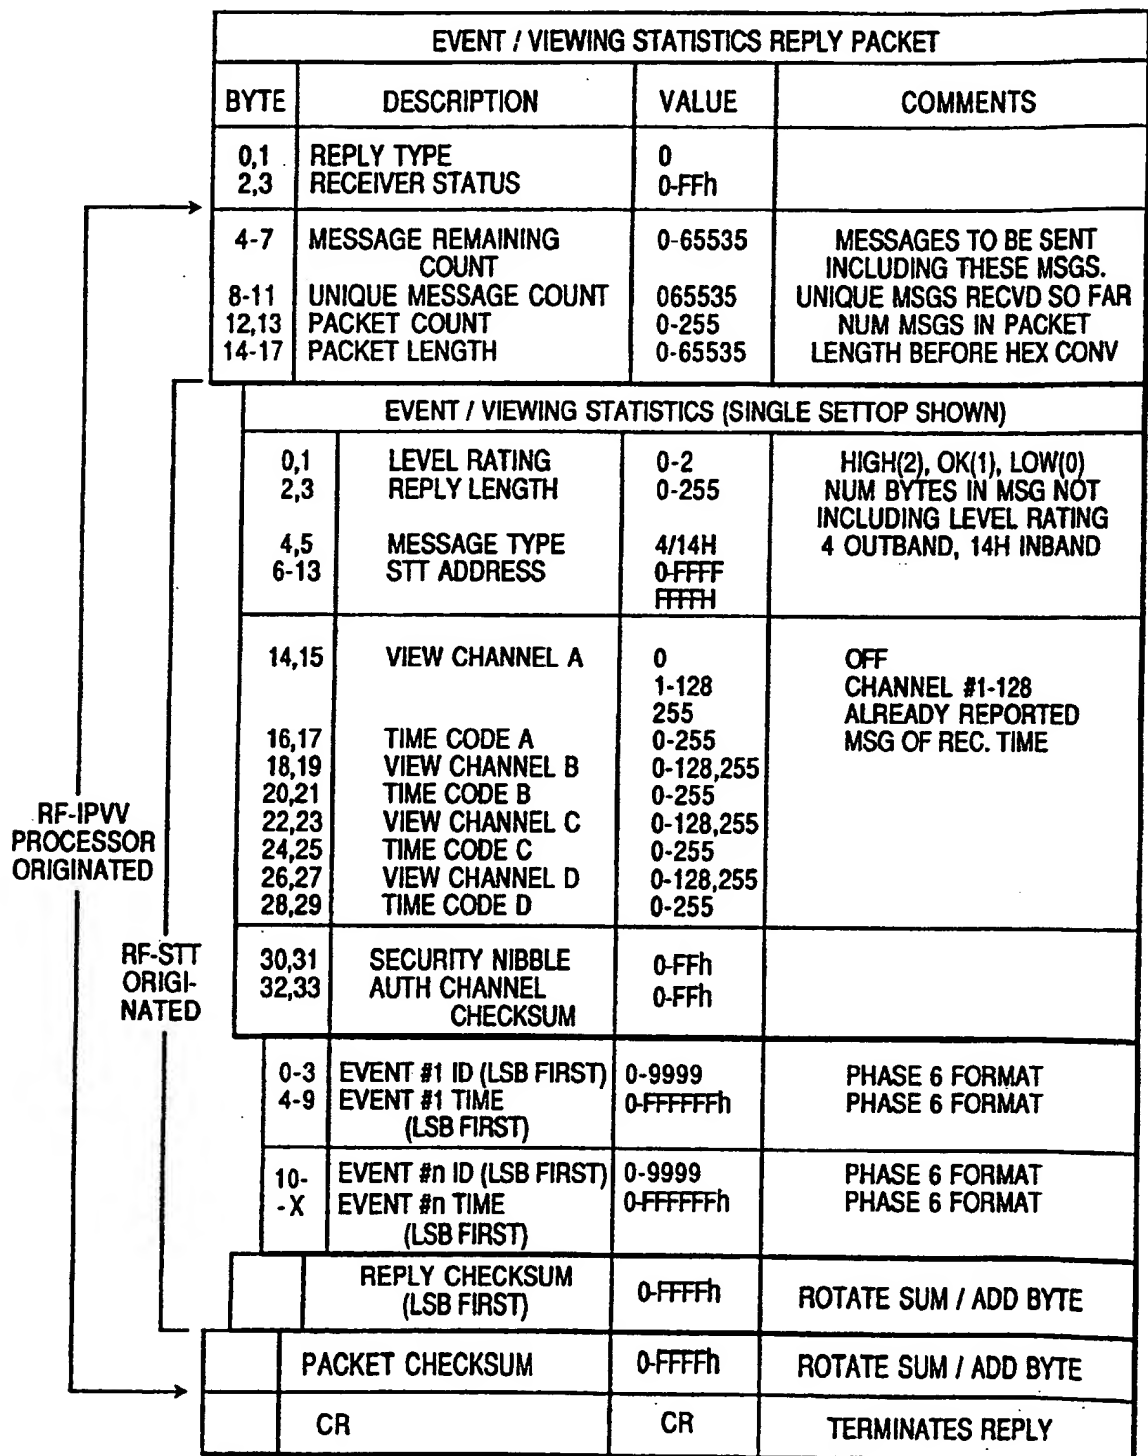 EVENT / VIEWING STATISTICS REPLY PACKET
BYTE DESCRIPTION VALUE COMMENTS
0,1 REPLY TYPE 0
2,3 RECEIVER STATUS 0-FFh
4-7 MESSAGE REMAINING 0-65535 MESSAGES TO BE SENT
COUNT INCLUDING THESE MSGS.
8-11 UNIQUE MESSAGE COUNT 065535 UNIQUE MSGS RECVD SO FAR
12,13 PACKET COUNT 0-255 NUM MSGS IN PACKET
14-17 PACKET LENGTH 0-65535 LENGTH BEFORE HEX CONV
EVENT / VIEWING STATISTICS (SINGLE SETTOP SHOWN)
0,1 LEVEL RATING 0-2 HIGH(2), OK(1), LOW(0)
2,3 REPLY LENGTH 0-255 NUM BYTES IN MSG NOT
INCLUDING LEVEL RATING
4,5 MESSAGE TYPE 4/14H 4 OUTBAND, 14H INBAND
6-13 STT ADDRESS 0-FFFF
FFFFH
14,15 VIEW CHANNEL A 0 OFF
1-128 CHANNEL #1-128
255 ALREADY REPORTED
16,17 TIME CODE A 0-255 MSG OF REC. TIME
18,19 VIEW CHANNEL B 0-128,255
20,21 TIME CODE B 0-255
22,23 VIEW CHANNEL C 0-128,255
24,25 TIME CODE C 0-255
26,27 VIEW CHANNEL D 0-128,255
28,29 TIME CODE D 0-255
RF-IPVV
PROCESSOR
ORIGINATED
RF-STT
ORIGI-
NATED
30,31 SECURITY NIBBLE 0-FFh
32,33 AUTH CHANNEL 0-FFh
CHECKSUM
0-3 EVENT #1 ID (LSB FIRST) 0-9999 PHASE 6 FORMAT
4-9 EVENT #1 TIME 0-FFFFFFh PHASE 6 FORMAT
(LSB FIRST)
10- EVENT #n ID (LSB FIRST) 0-9999 PHASE 6 FORMAT
-X EVENT #n TIME 0-FFFFFFh PHASE 6 FORMAT
(LSB FIRST)
REPLY CHECKSUM 0-FFFFh ROTATE SUM / ADD BYTE
(LSB FIRST)
PACKET CHECKSUM 0-FFFFh ROTATE SUM / ADD BYTE
CR CR TERMINATES REPLY